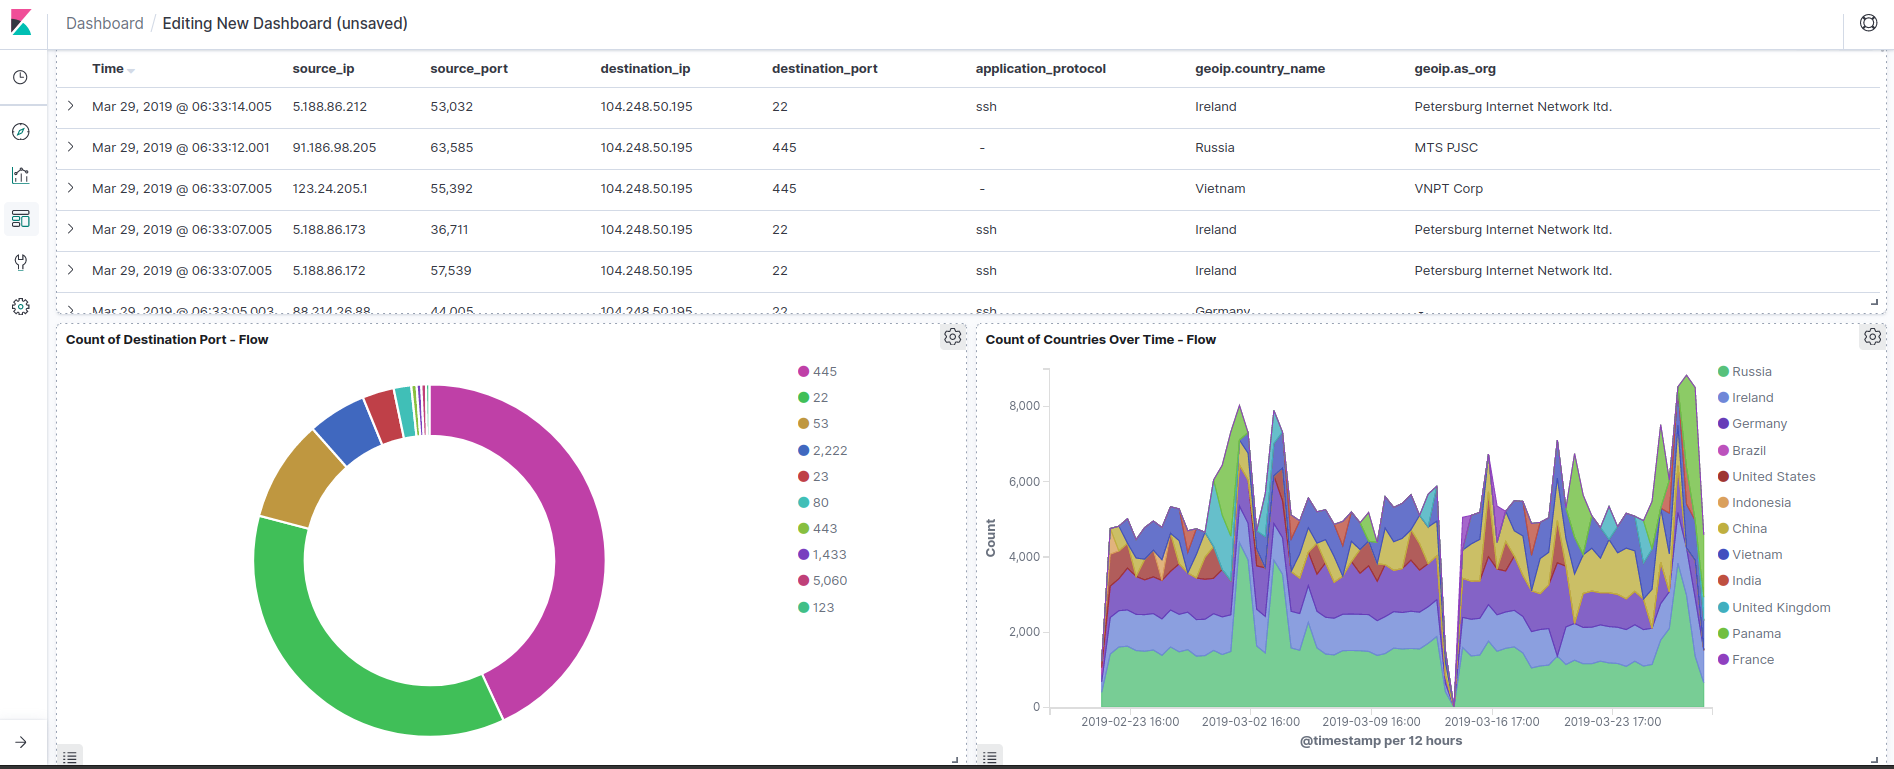 Dashboard / Editing New Dashboard (unsaved)
Time source_ip source_port destination_ip destination_port application_protocol geoip.country_name geoip.as_org
Mar 29, 2019 @ 06:33:14.005 5.188.86.212 53,032 104.248.50.195 22 ssh Ireland Petersburg Internet Network ltd.
Mar 29, 2019 @ 06:33:12.001 91.186.98.205 63,585 104.248.50.195 445 - Russia MTS PJSC
Mar 29, 2019 @ 06:33:07.005 123.24.205.1 55,392 104.248.50.195 445 - Vietnam VNPT Corp
Mar 29, 2019 @ 06:33:07.005 5.188.86.173 36,711 104.248.50.195 22 ssh Ireland Petersburg Internet Network ltd.
Mar 29, 2019 @ 06:33:07.005 5.188.86.172 57,539 104.248.50.195 22 ssh Ireland Petersburg Internet Network ltd.
Mar 29, 2019 @ 06:33:05.003 88.214.26.88 44,005 104.248.50.195 22 ssh Germany -
Count of Destination Port - Flow
445
22
53
2,222
23
80
443
1,433
5,060
123
Count of Countries Over Time - Flow
8,000
6,000
4,000
2,000
0
Count
2019-02-23 16:00 2019-03-02 16:00 2019-03-09 16:00 2019-03-16 17:00 2019-03-23 17:00
@timestamp per 12 hours
Russia
Ireland
Germany
Brazil
United States
Indonesia
China
Vietnam
India
United Kingdom
Panama
France